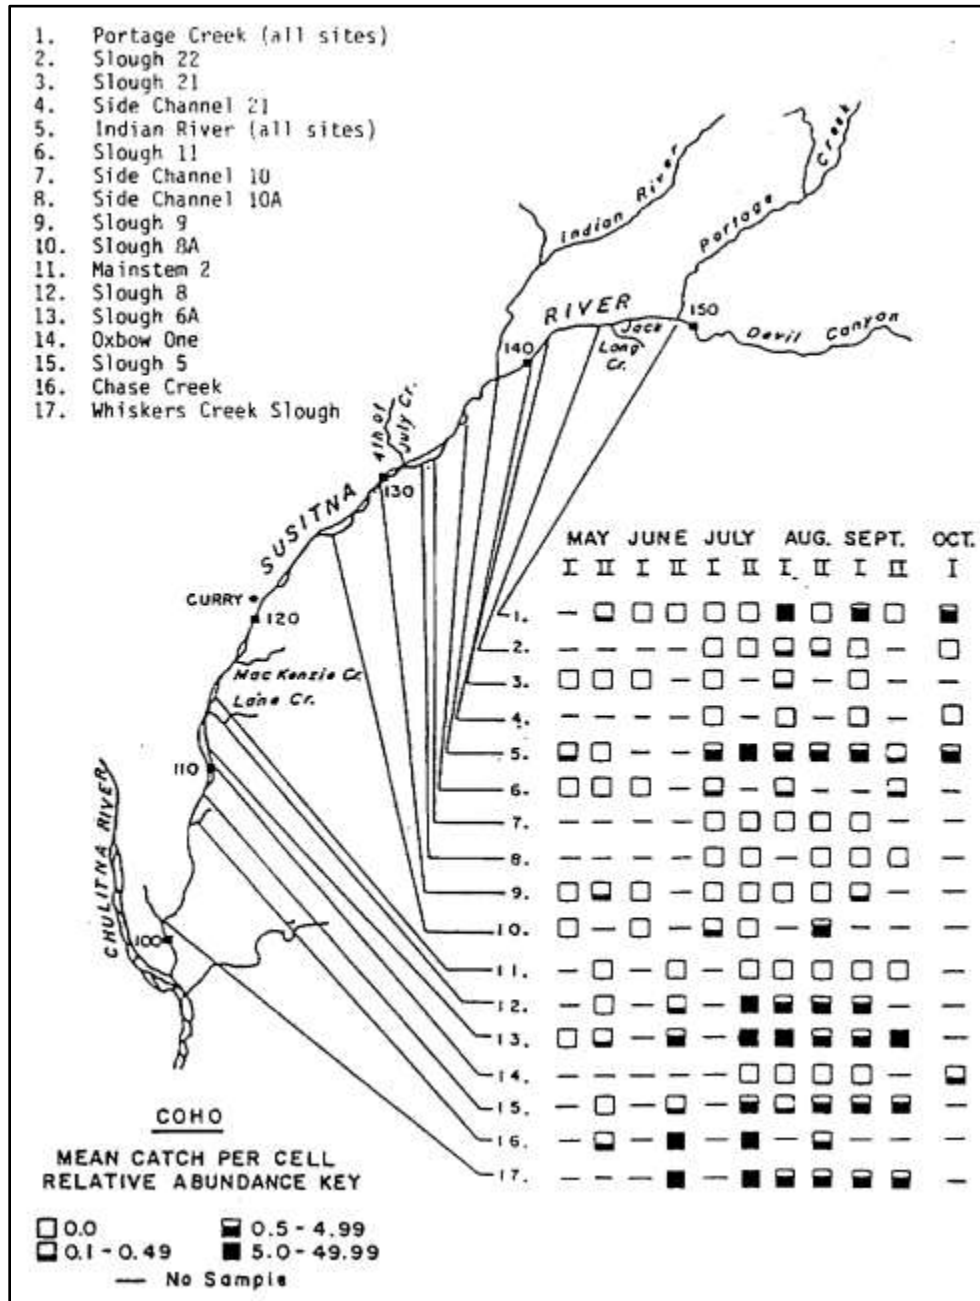 1. Portage Creek (all sites)
2. Slough 22
3. Slough 21
4. Side Channel 21
5. Indian River (all sites)
6. Slough 11
7. Side Channel 10
8. Side Channel 10A
9. Slough 9
10. Slough 8A
11. Mainstem 2
12. Slough 8
13. Slough 6A
14. Oxbow One
15. Slough 5
16. Chase Creek
17. Whiskers Creek Slough
Indian River
Portage Creek
RIVER
150
Jack
Long
Cr.
Devil Canyon
140
4th of
July Cr.
130
SUSITNA
CURRY
120
MacKenzie Cr.
Lane Cr.
110
CHULITNA RIVER
100
MAY JUNE JULY AUG. SEPT. OCT.
I II I II I II I. II I II I
1.
2.
3.
4.
5.
6.
7.
8.
9.
10.
11.
12.
13.
14.
15.
16.
17.
COHO
MEAN CATCH PER CELL
RELATIVE ABUNDANCE KEY
0.0 0.5 - 4.99
0.1 - 0.49 5.0 - 49.99
— No Sample